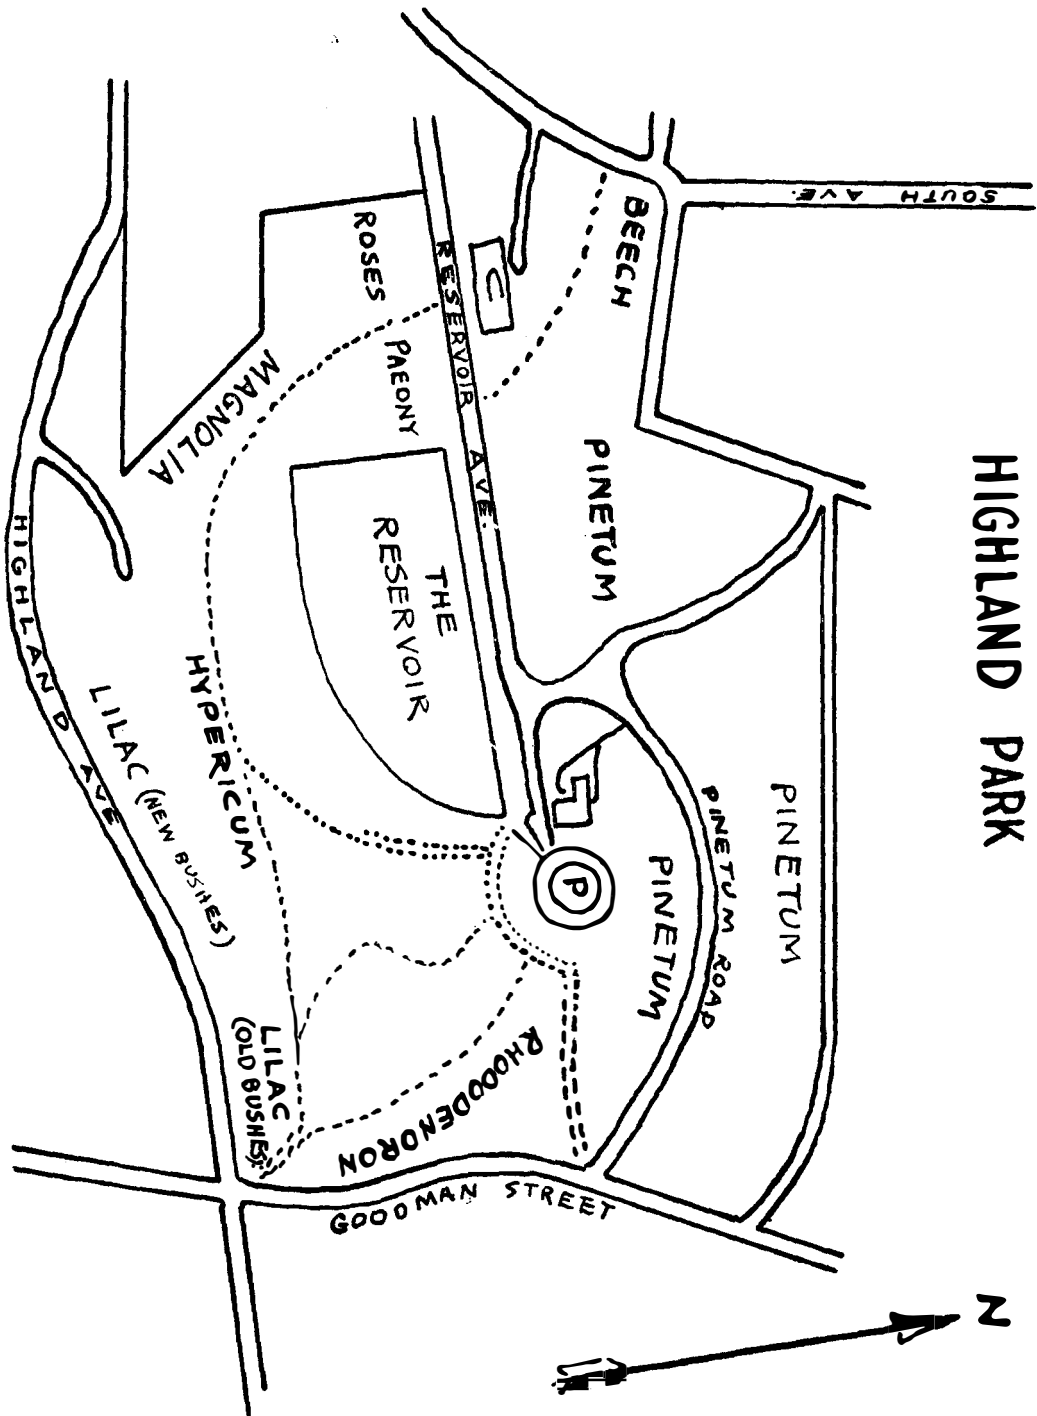 HIGHLAND PARK
SOUTH AVE.
BEECH
PINETUM
PINETUM
PINETUM ROAD
PINETUM
C
RESERVOIR AVE.
ROSES
PAEONY
THE
RESERVOIR
P
MAGNOLIA
HYPERICUM
LILAC (NEW BUSHES)
HIGHLAND AVE
LILAC
(OLD BUSHES)
RHODODENDRON
GOODMAN STREET
N